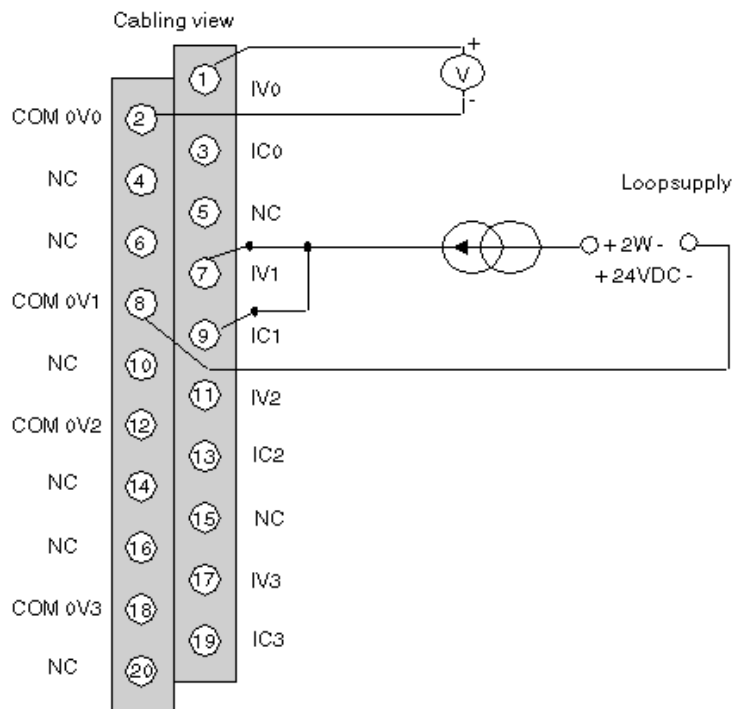 Cabling view
+
1
V
IV0
-
COM 0V0 2
3 IC0
NC 4
Loopsupply
5 NC
NC 6
+ 2W -
7 IV1
+ 24VDC -
COM 0V1 8
9 IC1
NC 10
11 IV2
COM 0V2 12
13 IC2
NC 14
15 NC
NC 16
17 IV3
COM 0V3 18
19 IC3
NC 20